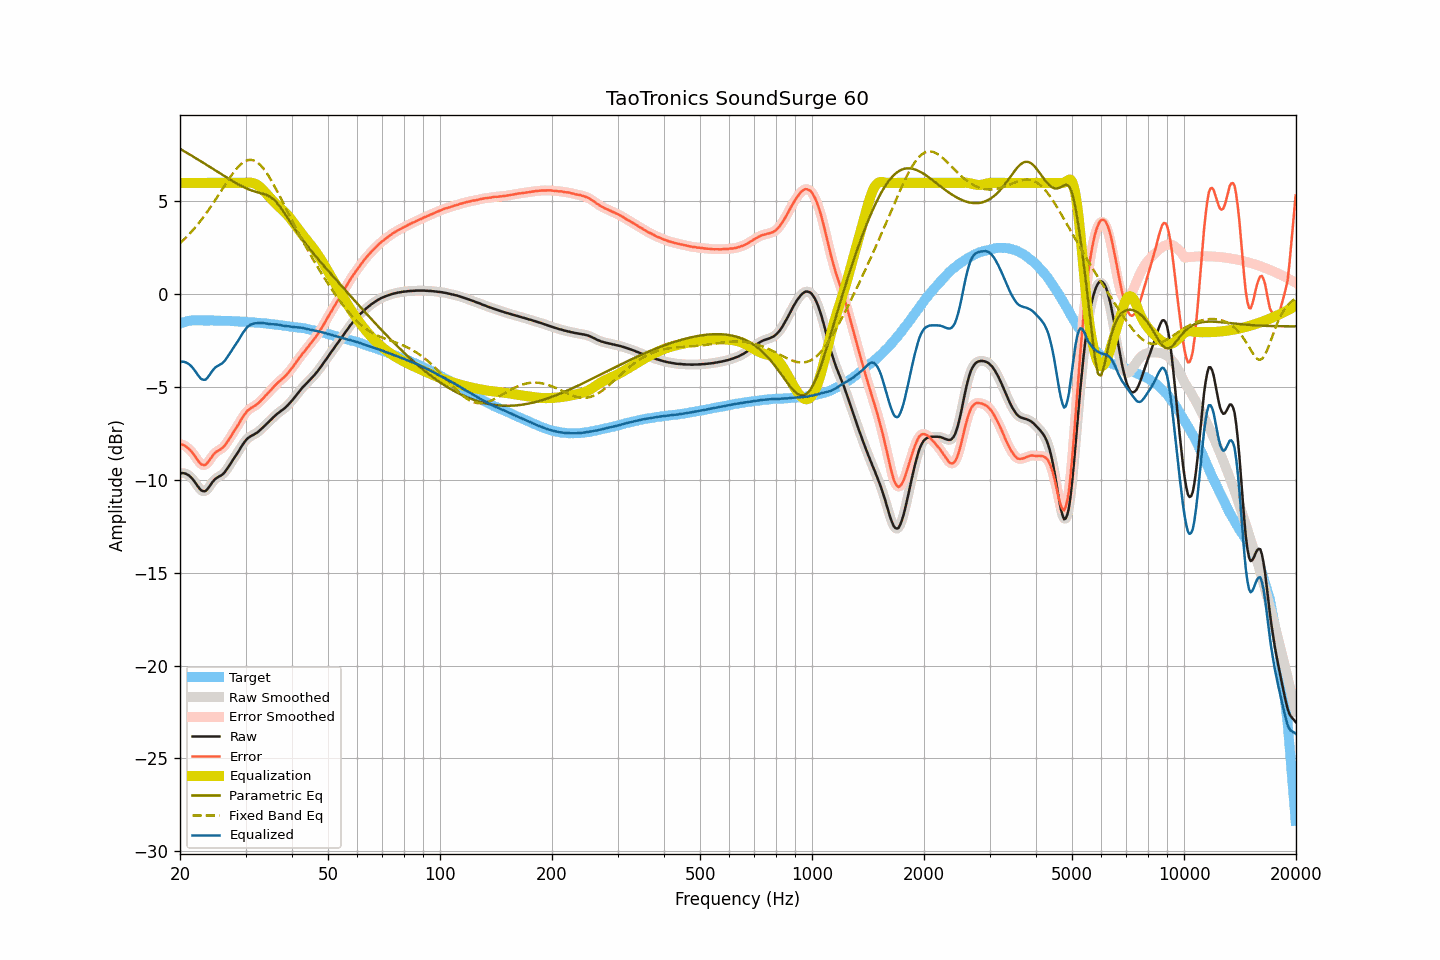 TaoTronics SoundSurge 60
Amplitude (dBr)
5
0
−5
−10
−15
−20
−25
−30
Target
Raw Smoothed
Error Smoothed
Raw
Error
Equalization
Parametric Eq
Fixed Band Eq
Equalized
20 50 100 200 500 1000 2000 5000 10000 20000
Frequency (Hz)